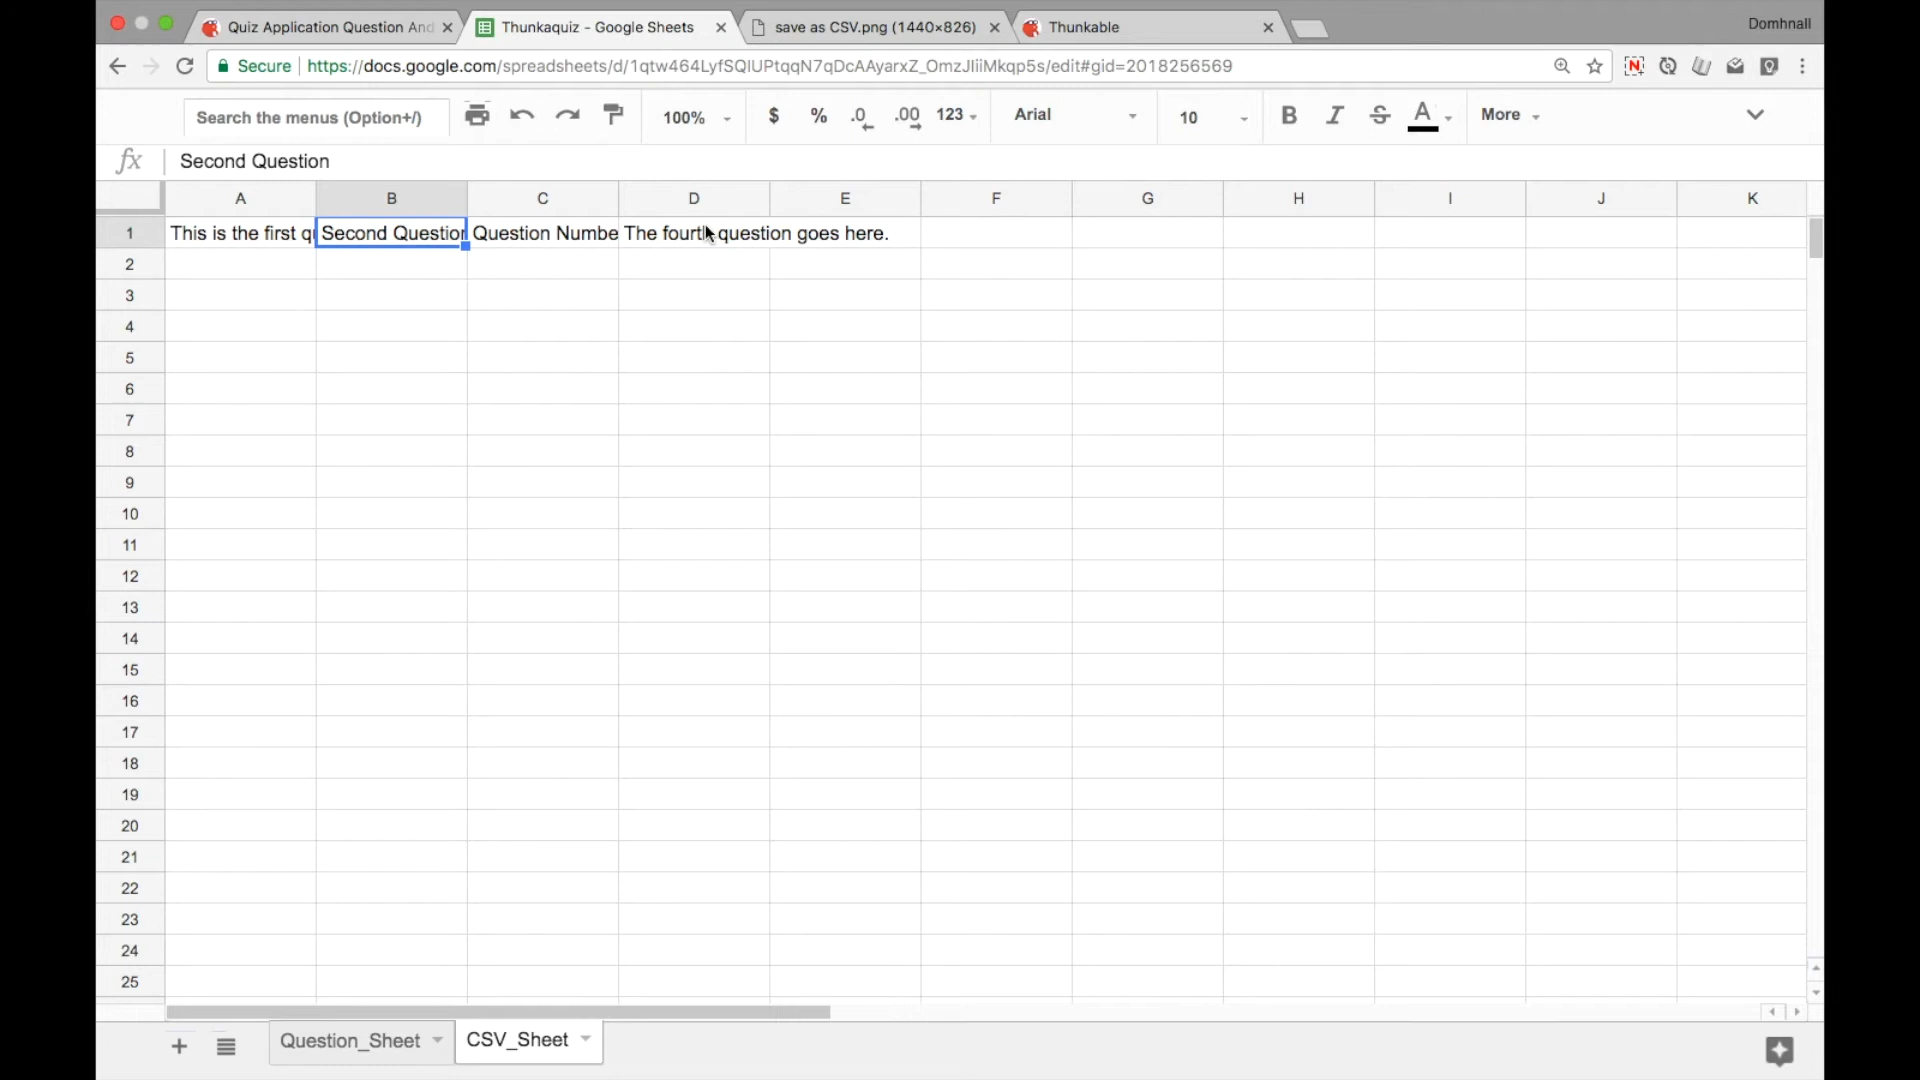 Quiz Application Question And
Thunkaquiz - Google Sheets
save as CSV.png (1440×826)
Thunkable
Domhnall
Secure
https://docs.google.com/spreadsheets/d/1qtw464LyfSQlUPtqqN7qDcAAyarxZ_OmzJliiMkqp5s/edit#gid=2018256569
Search the menus (Option+/)
100%
$ % .0 .00 123
Arial
10
B I S A
More
fx Second Question
A B C D E F G H I J K
1 This is the first q Second Question Question Numbe The fourth question goes here.
2
3
4
5
6
7
8
9
10
11
12
13
14
15
16
17
18
19
20
21
22
23
24
25
+ Question_Sheet CSV_Sheet